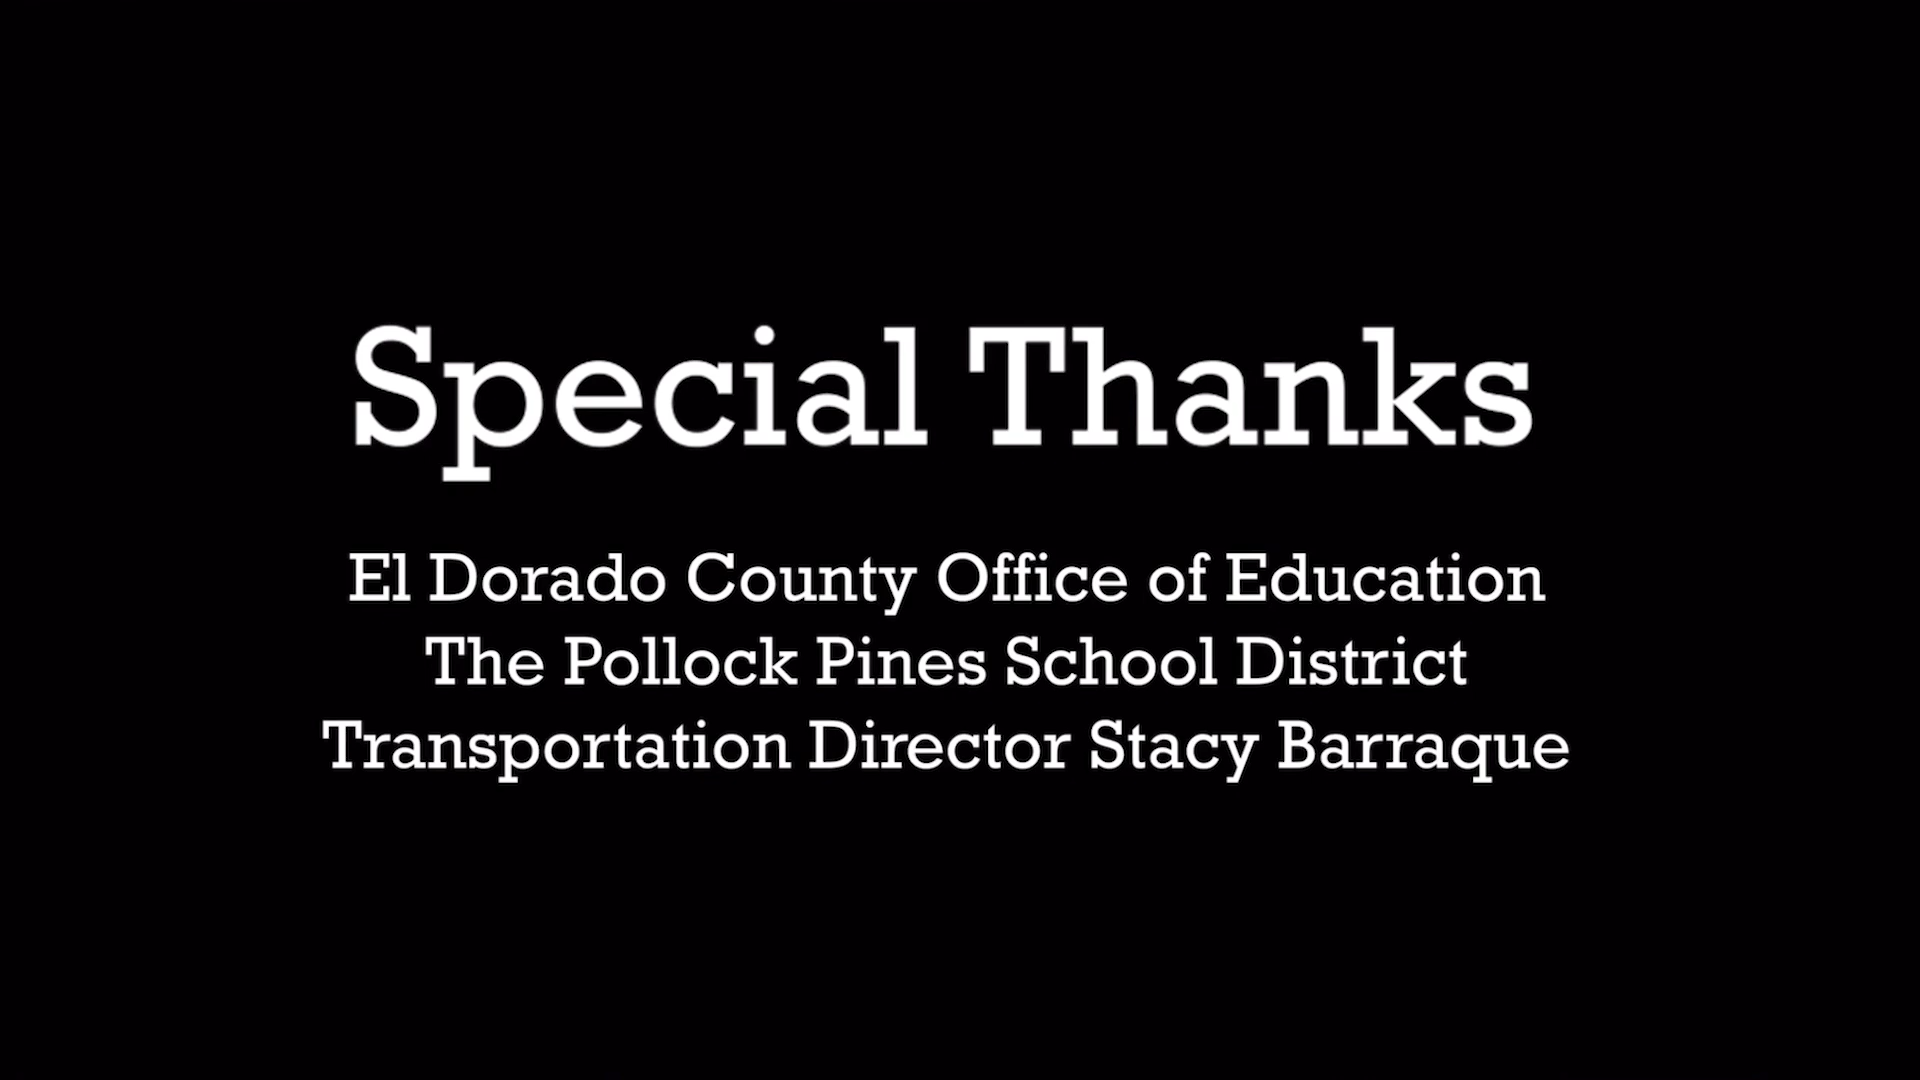 Special Thanks
El Dorado County Office of Education
The Pollock Pines School District
Transportation Director Stacy Barraque